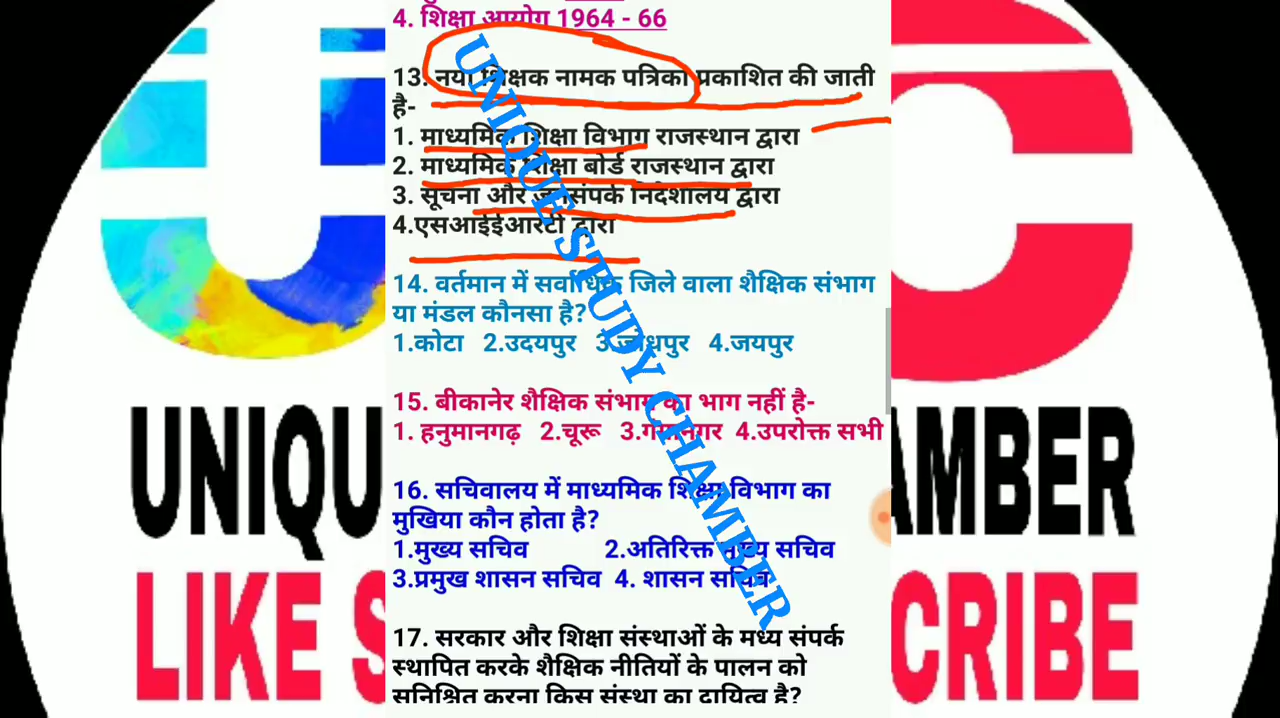 4. शिक्षा आयोग 1964 - 66
13. नया शिक्षक नामक पत्रिका प्रकाशित की जाती
है-
1. माध्यमिक शिक्षा विभाग राजस्थान द्वारा
2. माध्यमिक शिक्षा बोर्ड राजस्थान द्वारा
3. सूचना और जनसंपर्क निदेशालय द्वारा
4.एसआईईआरटी द्वारा
14. वर्तमान में सर्वाधिक जिले वाला शैक्षिक संभाग
या मंडल कौनसा है?
1.कोटा 2.उदयपुर 3.जोधपुर 4.जयपुर
15. बीकानेर शैक्षिक संभाग का भाग नहीं है-
1. हनुमानगढ़ 2.चूरू 3.गंगानगर 4.उपरोक्त सभी
16. सचिवालय में माध्यमिक शिक्षा विभाग का
मुखिया कौन होता है?
1.मुख्य सचिव 2.अतिरिक्त मुख्य सचिव
3.प्रमुख शासन सचिव 4. शासन सचिव
17. सरकार और शिक्षा संस्थाओं के मध्य संपर्क
स्थापित करके शैक्षिक नीतियों के पालन को
सुनिश्चित करना किस संस्था का दायित्व है?
UNIQUE STUDY CHAMBER
U C
UNIQU AMBER
LIKE S CRIBE